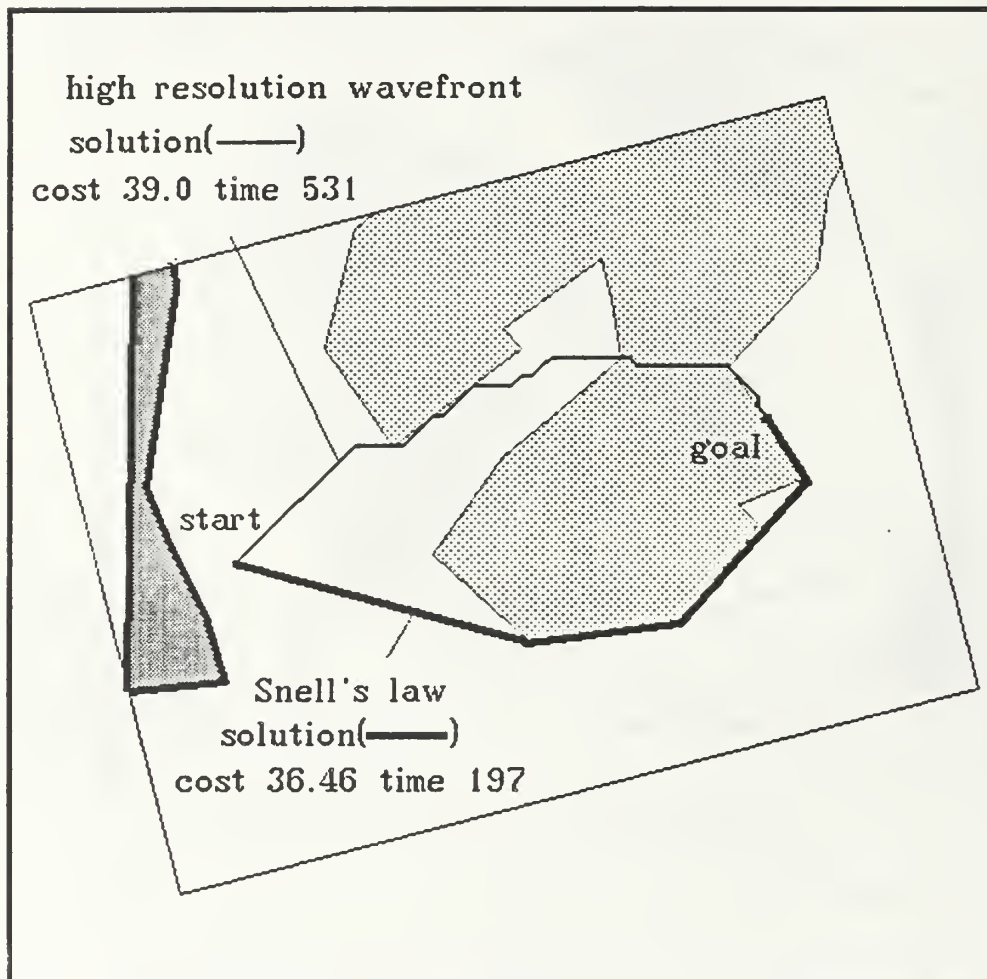 high resolution wavefront
solution(——)
cost 39.0 time 531
goal
start
Snell's law
solution(——)
cost 36.46 time 197